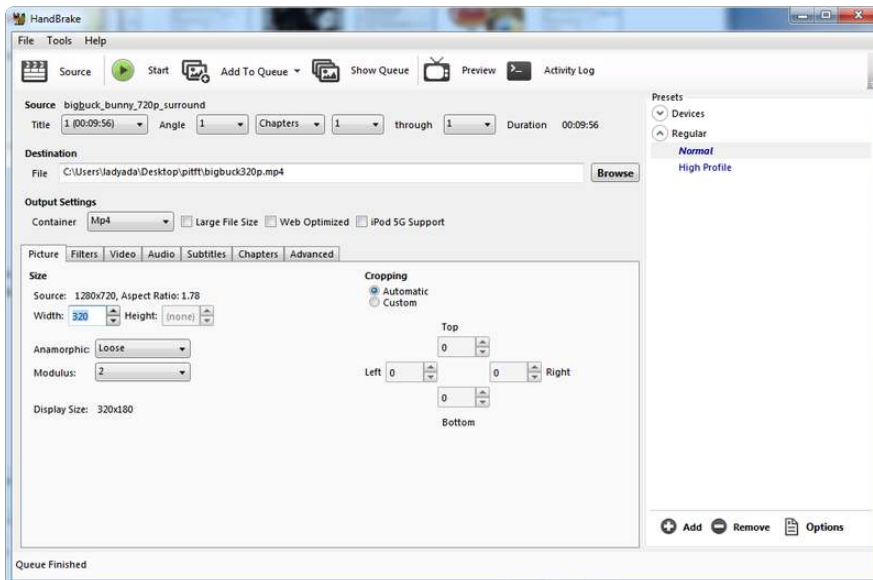 HandBrake
File Tools Help
Source Start Add To Queue Show Queue Preview Activity Log
Source bigbuck_bunny_720p_surround
Title 1 (00:09:56) Angle 1 Chapters 1 through 1 Duration 00:09:56
Destination
File C:\Users\ladyada\Desktop\pitft\bigbuck320p.mp4 Browse
Output Settings
Container Mp4 Large File Size Web Optimized iPod 5G Support
Picture Filters Video Audio Subtitles Chapters Advanced
Size
Source: 1280x720, Aspect Ratio: 1.78
Width: 320 Height: (none)
Anamorphic: Loose
Modulus: 2
Display Size: 320x180
Cropping
Automatic
Custom
Top
0
Left 0 0 Right
0
Bottom
Presets
Devices
Regular
Normal
High Profile
Add Remove Options
Queue Finished